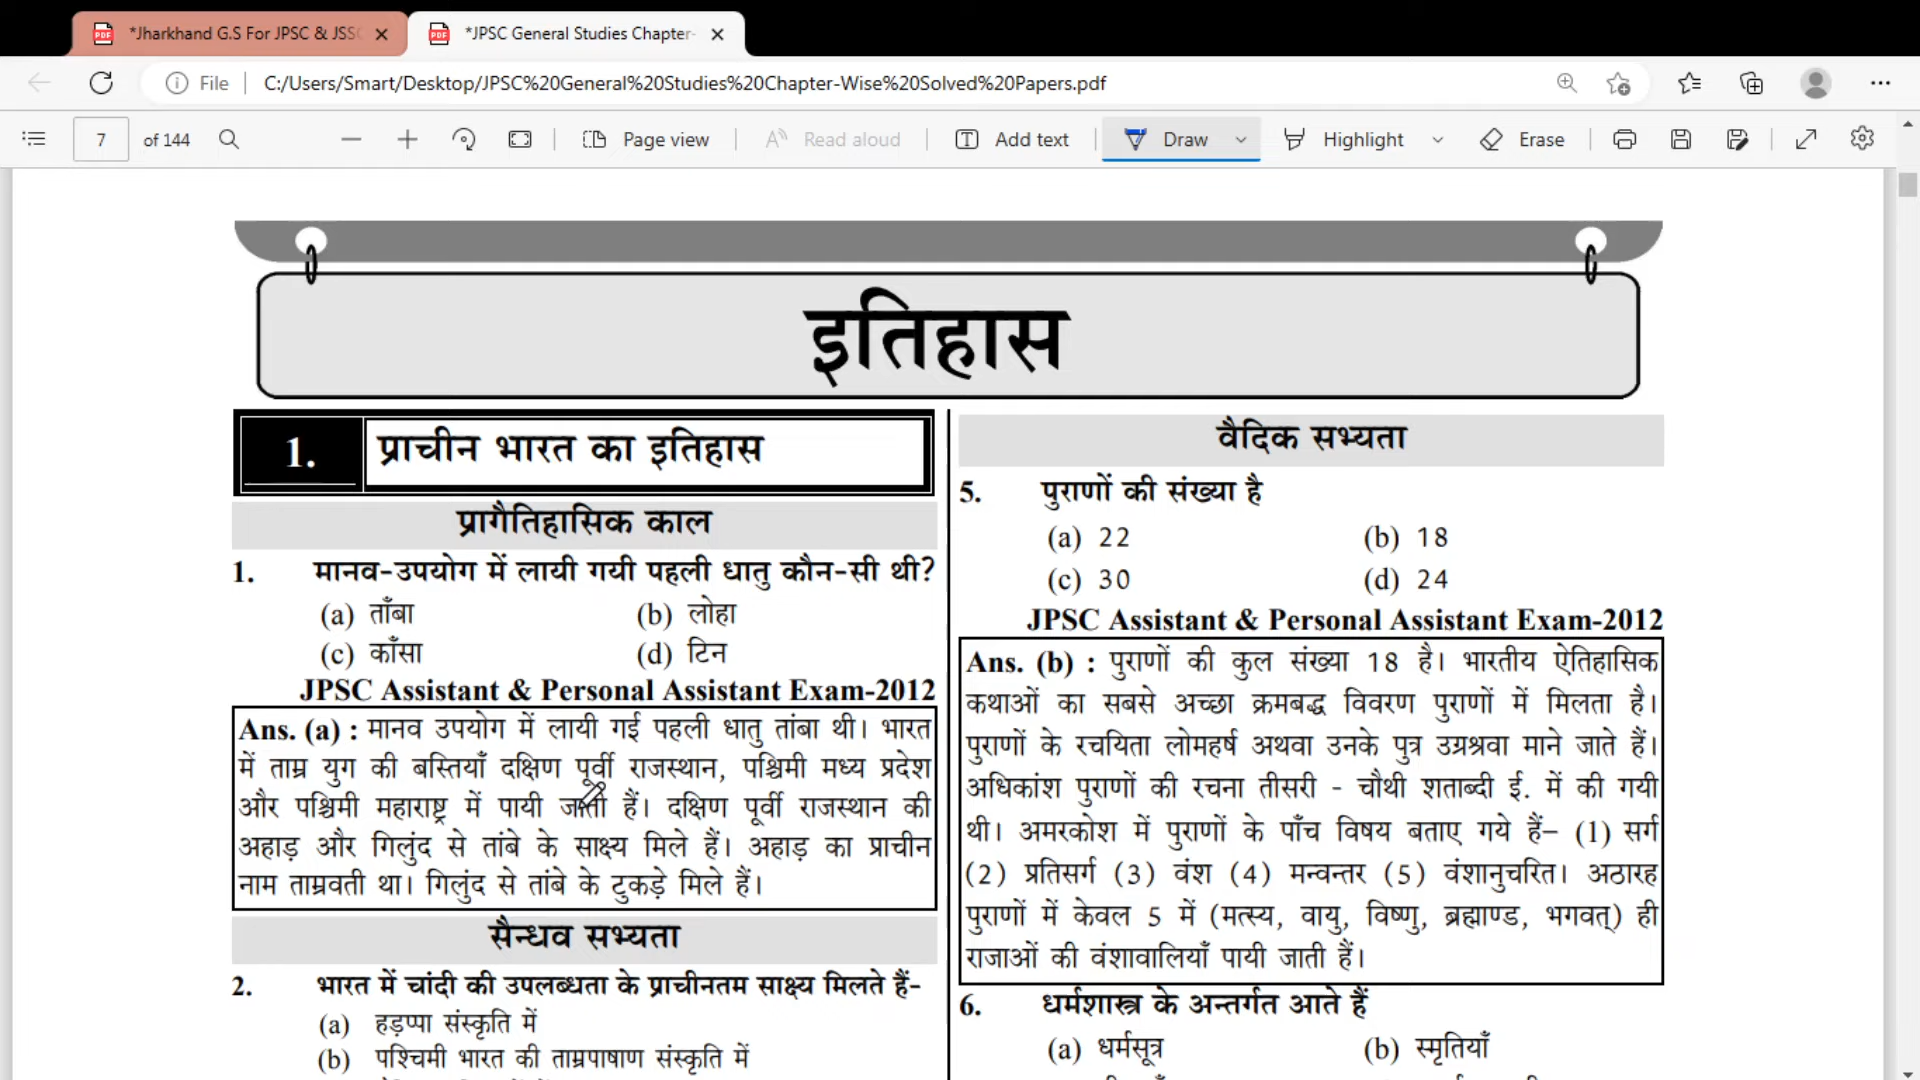 *Jharkhand G.S For JPSC & JSSC
*JPSC General Studies Chapter-
File
C:/Users/Smart/Desktop/JPSC%20General%20Studies%20Chapter-Wise%20Solved%20Papers.pdf
7 of 144
Page view
Read aloud
Add text
Draw
Highlight
Erase
इतिहास
1. प्राचीन भारत का इतिहास
प्रागैतिहासिक काल
1. मानव-उपयोग में लायी गयी पहली धातु कौन-सी थी?
(a) ताँबा (b) लोहा
(c) काँसा (d) टिन
JPSC Assistant & Personal Assistant Exam-2012
Ans. (a) : मानव उपयोग में लायी गई पहली धातु तांबा थी। भारत
में ताम्र युग की बस्तियाँ दक्षिण पूर्वी राजस्थान, पश्चिमी मध्य प्रदेश
और पश्चिमी महाराष्ट्र में पायी जाती हैं। दक्षिण पूर्वी राजस्थान की
अहाड़ और गिलुंद से तांबे के साक्ष्य मिले हैं। अहाड़ का प्राचीन
नाम ताम्रवती था। गिलुंद से तांबे के टुकड़े मिले हैं।
सैन्धव सभ्यता
2. भारत में चांदी की उपलब्धता के प्राचीनतम साक्ष्य मिलते हैं-
(a) हड़प्पा संस्कृति में
(b) पश्चिमी भारत की ताम्रपाषाण संस्कृति में
वैदिक सभ्यता
5. पुराणों की संख्या है
(a) 22 (b) 18
(c) 30 (d) 24
JPSC Assistant & Personal Assistant Exam-2012
Ans. (b) : पुराणों की कुल संख्या 18 है। भारतीय ऐतिहासिक
कथाओं का सबसे अच्छा क्रमबद्ध विवरण पुराणों में मिलता है।
पुराणों के रचयिता लोमहर्ष अथवा उनके पुत्र उग्रश्रवा माने जाते हैं।
अधिकांश पुराणों की रचना तीसरी - चौथी शताब्दी ई. में की गयी
थी। अमरकोश में पुराणों के पाँच विषय बताए गये हैं– (1) सर्ग
(2) प्रतिसर्ग (3) वंश (4) मन्वन्तर (5) वंशानुचरित। अठारह
पुराणों में केवल 5 में (मत्स्य, वायु, विष्णु, ब्रह्माण्ड, भगवत्) ही
राजाओं की वंशावालियाँ पायी जाती हैं।
6. धर्मशास्त्र के अन्तर्गत आते हैं
(a) धर्मसूत्र (b) स्मृतियाँ